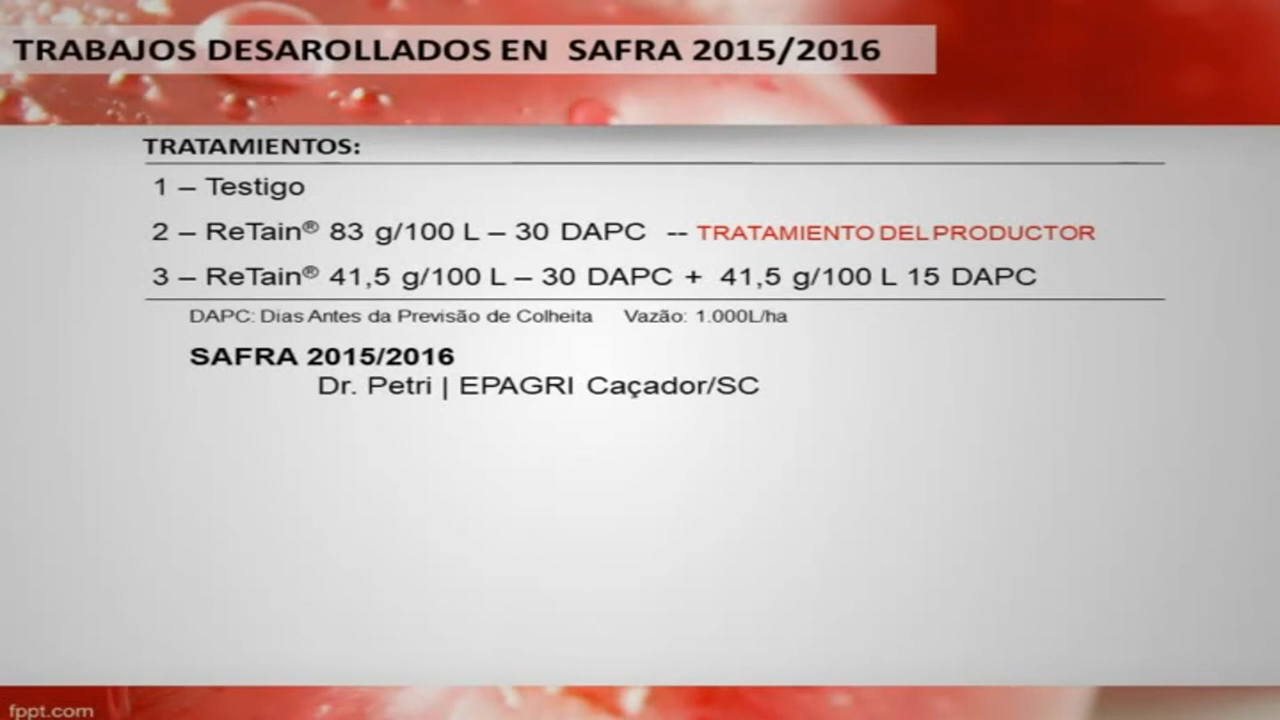 TRABAJOS DESAROLLADOS EN SAFRA 2015/2016
TRATAMIENTOS:
1 – Testigo
2 – ReTain® 83 g/100 L – 30 DAPC -- TRATAMIENTO DEL PRODUCTOR
3 – ReTain® 41,5 g/100 L – 30 DAPC + 41,5 g/100 L 15 DAPC
DAPC: Dias Antes da Previsão de Colheita Vazão: 1.000L/ha
SAFRA 2015/2016
Dr. Petri | EPAGRI Caçador/SC
fppt.com